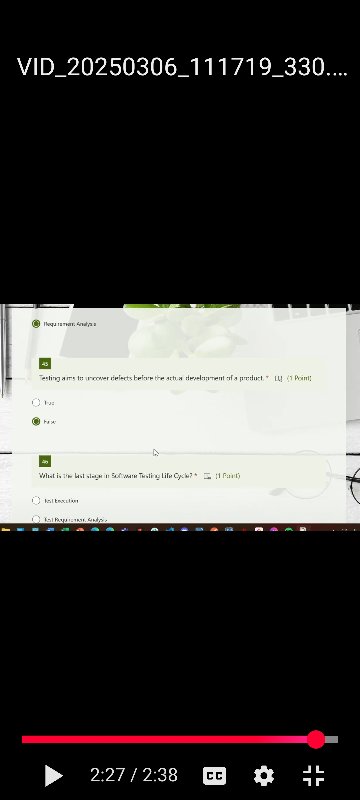 VID_20250306_111719_330....
Requirement Analysis
45
Testing aims to uncover defects before the actual development of a product. * (1 Point)
True
False
46
What is the last stage in Software Testing Life Cycle? * (1 Point)
Test Execution
Test Requirement Analysis
2:27 / 2:38
CC